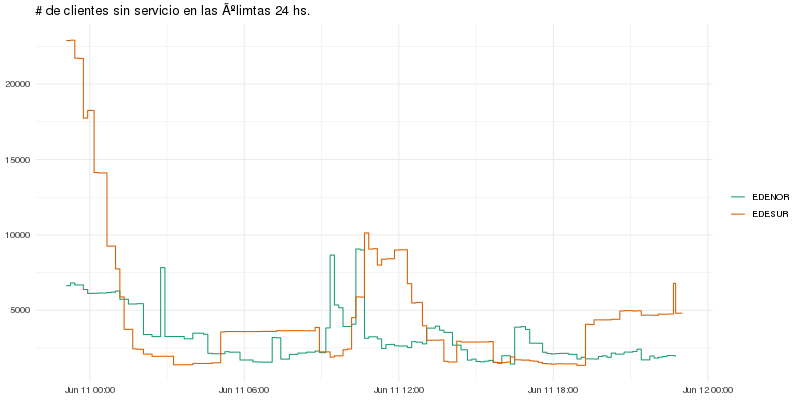 # de clientes sin servicio en las Ãºlimtas 24 hs.
20000
15000
10000
5000
Jun 11 00:00
Jun 11 06:00
Jun 11 12:00
Jun 11 18:00
Jun 12 00:00
EDENOR
EDESUR